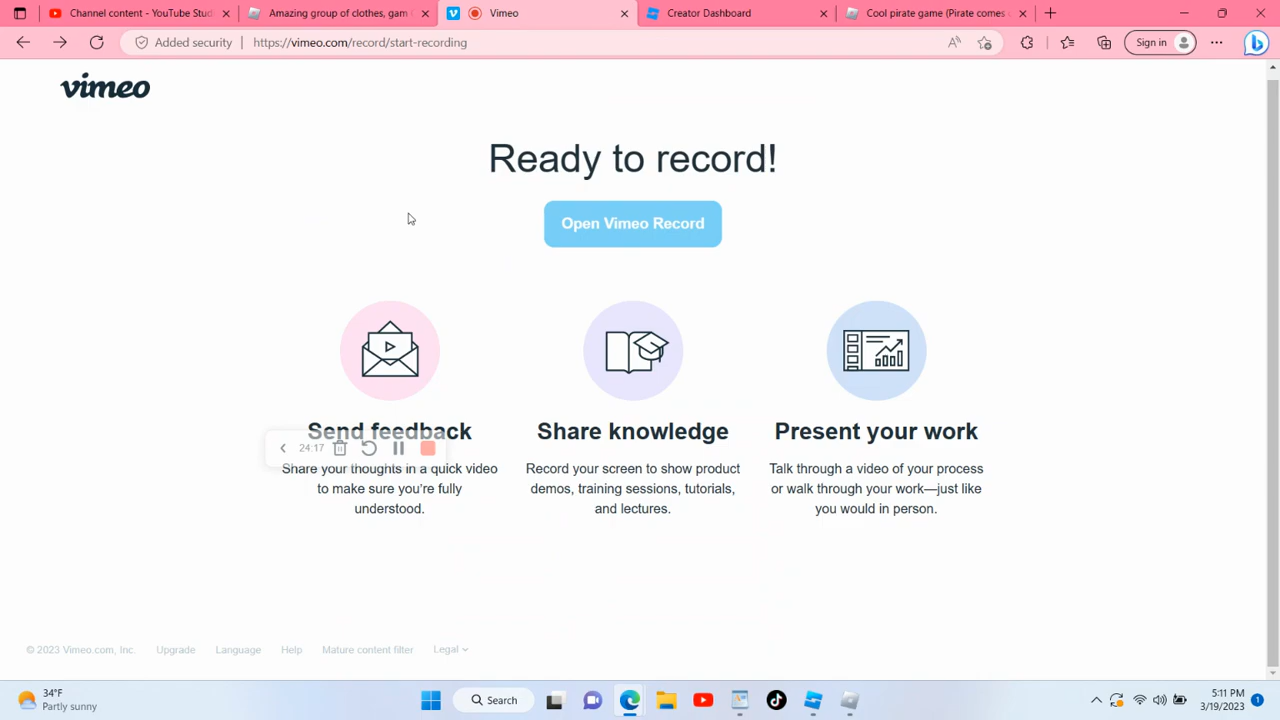 Channel content - YouTube Stud
Amazing group of clothes, gam
Vimeo
Creator Dashboard
Cool pirate game (Pirate comes
Added security
https://vimeo.com/record/start-recording
Sign in
vimeo
Ready to record!
Open Vimeo Record
Send feedback
24:17
Share your thoughts in a quick video
to make sure you're fully
understood.
Share knowledge
Record your screen to show product
demos, training sessions, tutorials,
and lectures.
Present your work
Talk through a video of your process
or walk through your work—just like
you would in person.
© 2023 Vimeo.com, Inc. Upgrade Language Help Mature content filter Legal
34°F
Partly sunny
Search
5:11 PM
3/19/2023
1